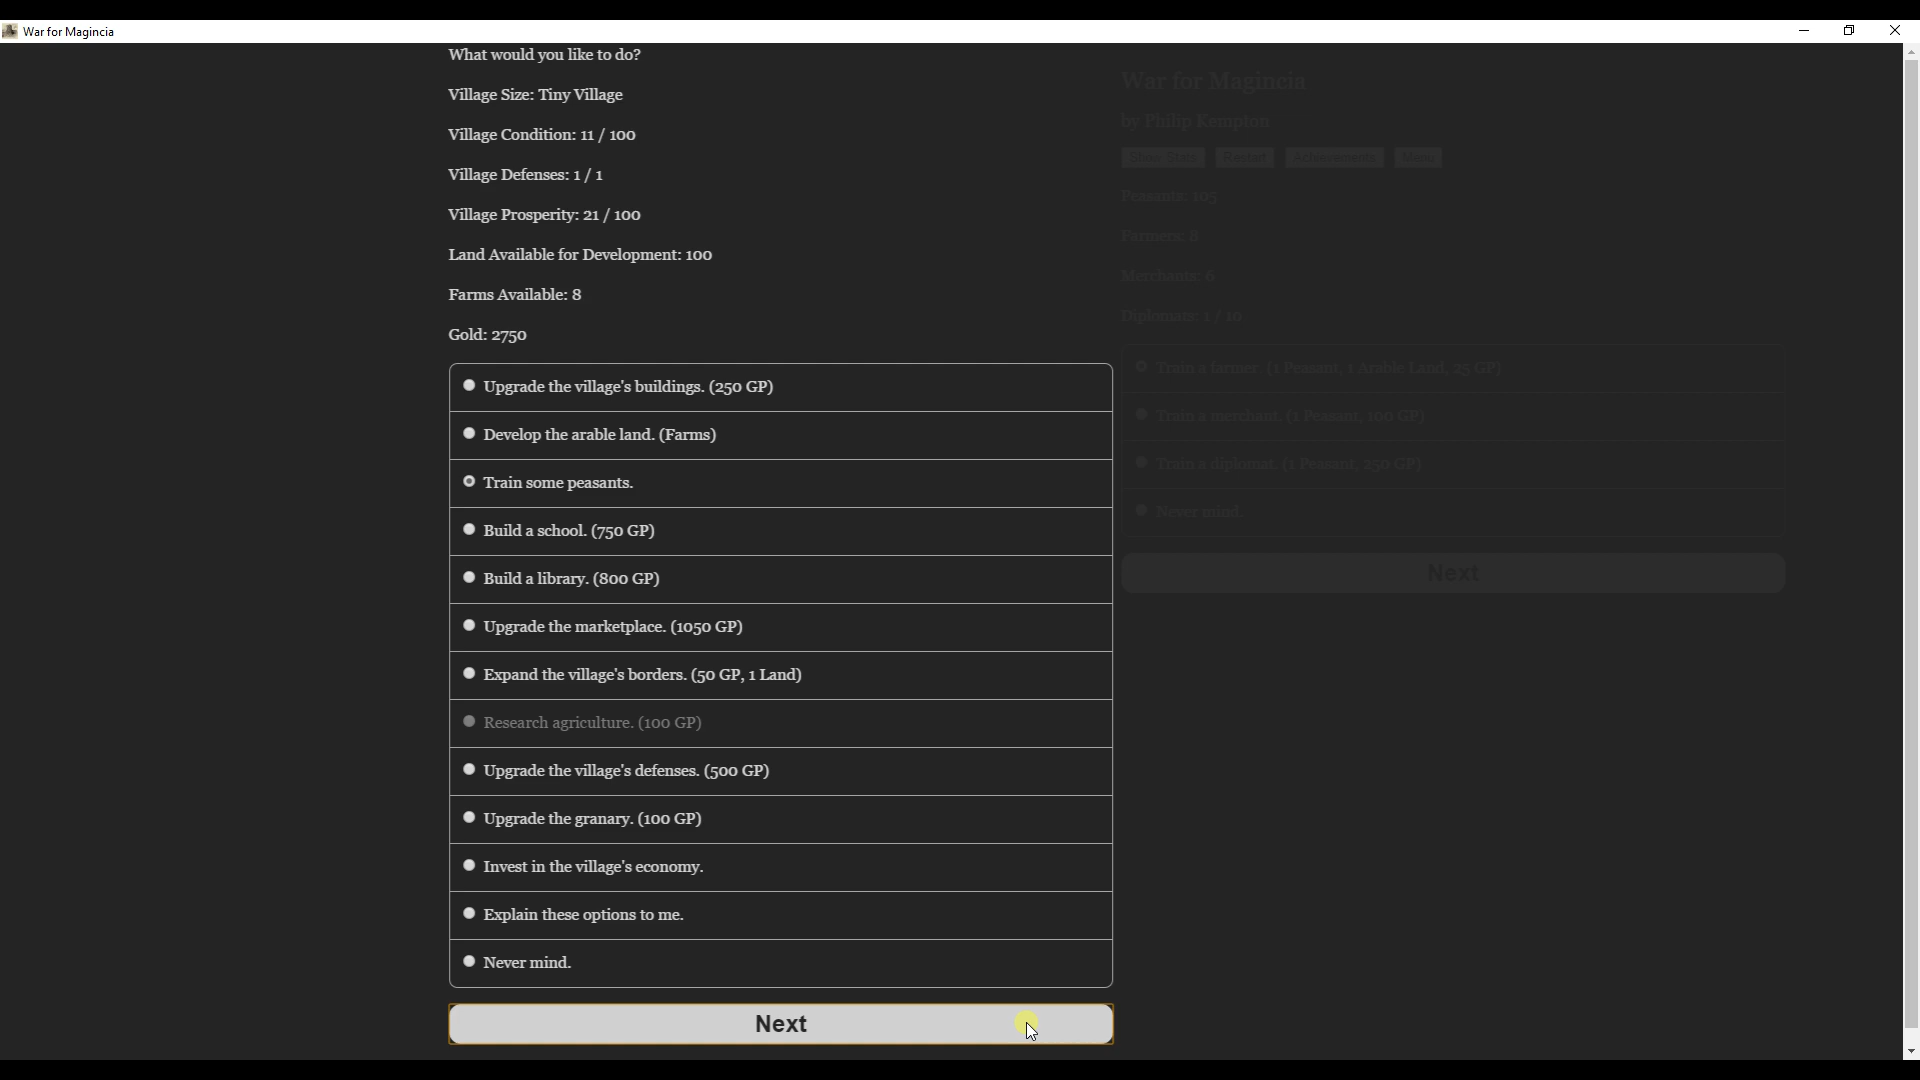 War for Magincia
What would you like to do?
Village Size: Tiny Village
Village Condition: 11 / 100
Village Defenses: 1 / 1
Village Prosperity: 21 / 100
Land Available for Development: 100
Farms Available: 8
Gold: 2750
Upgrade the village's buildings. (250 GP)
Develop the arable land. (Farms)
Train some peasants.
Build a school. (750 GP)
Build a library. (800 GP)
Upgrade the marketplace. (1050 GP)
Expand the village's borders. (50 GP, 1 Land)
Research agriculture. (100 GP)
Upgrade the village's defenses. (500 GP)
Upgrade the granary. (100 GP)
Invest in the village's economy.
Explain these options to me.
Never mind.
Next
War for Magincia
by Philip Kempton
Show Stats Restart Achievements Menu
Peasants: 105
Farmers: 8
Merchants: 6
Diplomats: 1 / 10
Train a farmer (1 Peasant, 1 Arable Land, 25 GP)
Train a merchant. (1 Peasant, 100 GP)
Train a diplomat. (1 Peasant, 250 GP)
Never mind.
Next